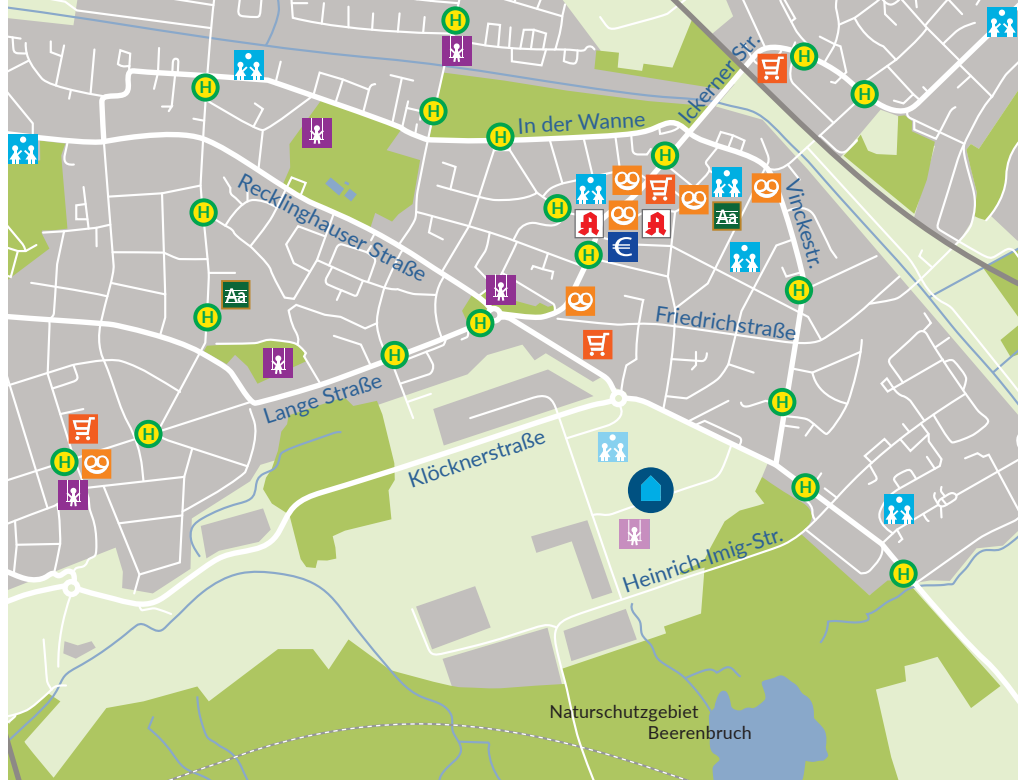 H
Ickerner Str.
H
H
H
H
In der Wanne
H
H
Recklinghauser Straße
H
H
Aa
Vinckestr.
€
H
Aa
H
H
H
Friedrichstraße
H
Lange Straße
H
H
H
Klöcknerstraße
H
H
Heinrich-Imig-Str.
H
Naturschutzgebiet
Beerenbruch